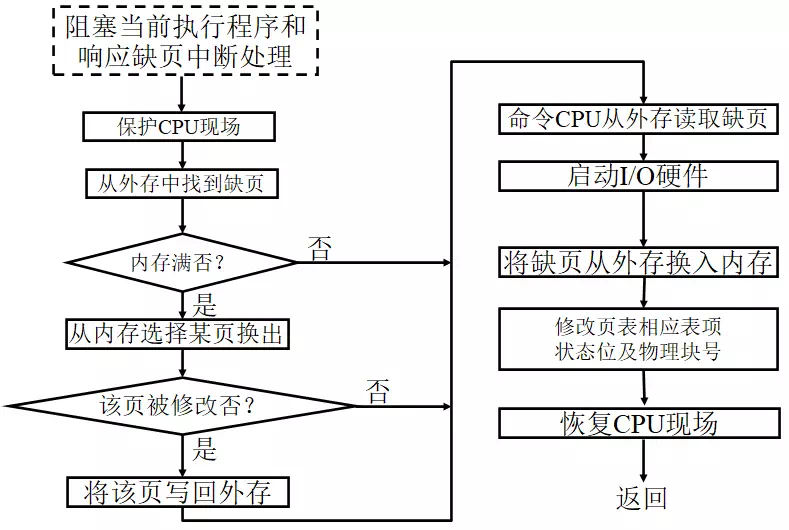 阻塞当前执行程序和
响应缺页中断处理
保护CPU现场
从外存中找到缺页
内存满否?
否
是
从内存选择某页换出
该页被修改否?
否
是
将该页写回外存
命令CPU从外存读取缺页
启动I/O硬件
将缺页从外存换入内存
修改页表相应表项
状态位及物理块号
恢复CPU现场
返回